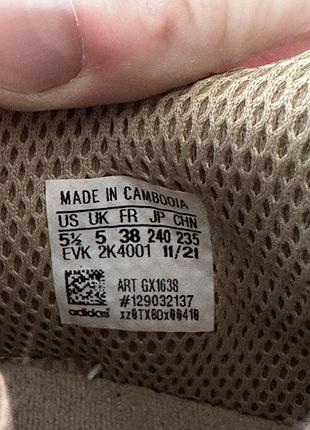 MADE IN CAMBODIA
US UK FR JP CHN
5½ 5 38 240 235
EVK 2K4001 11/21
ART GX1638
#129032137
adidas xz0TX8Dx00410